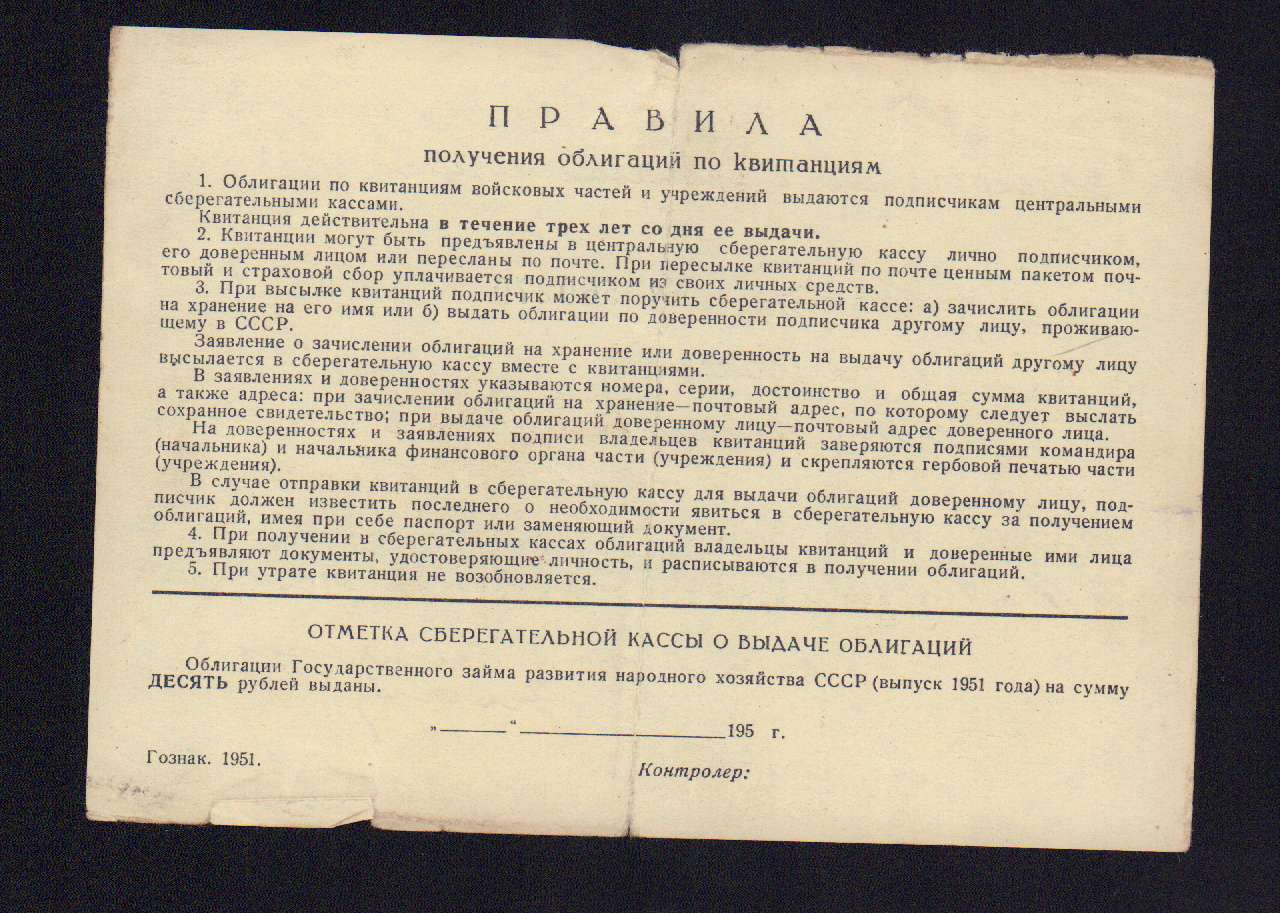 ПРАВИЛА
получения облигаций по квитанциям
1. Облигации по квитанциям войсковых частей и учреждений выдаются подписчикам центральными
сберегательными кассами.
Квитанция действительна в течение трех лет со дня ее выдачи.
2. Квитанции могут быть предъявлены в центральную сберегательную кассу лично подписчиком,
его доверенным лицом или пересланы по почте. При пересылке квитанций по почте ценным пакетом поч-
товый и страховой сбор уплачивается подписчиком из своих личных средств.
3. При высылке квитанций подписчик может поручить сберегательной кассе: а) зачислить облигации
на хранение на его имя или б) выдать облигации по доверенности подписчика другому лицу, проживаю-
щему в СССР.
Заявление о зачислении облигаций на хранение или доверенность на выдачу облигаций другому лицу
высылается в сберегательную кассу вместе с квитанциями.
В заявлениях и доверенностях указываются номера, серии, достоинство и общая сумма квитанций,
а также адреса: при зачислении облигаций на хранение—почтовый адрес, по которому следует выслать
сохранное свидетельство; при выдаче облигаций доверенному лицу—почтовый адрес доверенного лица.
На доверенностях и заявлениях подписи владельцев квитанций заверяются подписями командира
(начальника) и начальника финансового органа части (учреждения) и скрепляются гербовой печатью части
(учреждения).
В случае отправки квитанций в сберегательную кассу для выдачи облигаций доверенному лицу, под-
писчик должен известить последнего о необходимости явиться в сберегательную кассу за получением
облигаций, имея при себе паспорт или заменяющий документ.
4. При получении в сберегательных кассах облигаций владельцы квитанций и доверенные ими лица
предъявляют документы, удостоверяющие личность, и расписываются в получении облигаций.
5. При утрате квитанция не возобновляется.
ОТМЕТКА СБЕРЕГАТЕЛЬНОЙ КАССЫ О ВЫДАЧЕ ОБЛИГАЦИЙ
Облигации Государственного займа развития народного хозяйства СССР (выпуск 1951 года) на сумму
ДЕСЯТЬ рублей выданы.
„______“ __________________195 г.
Гознак. 1951.
Контролер: